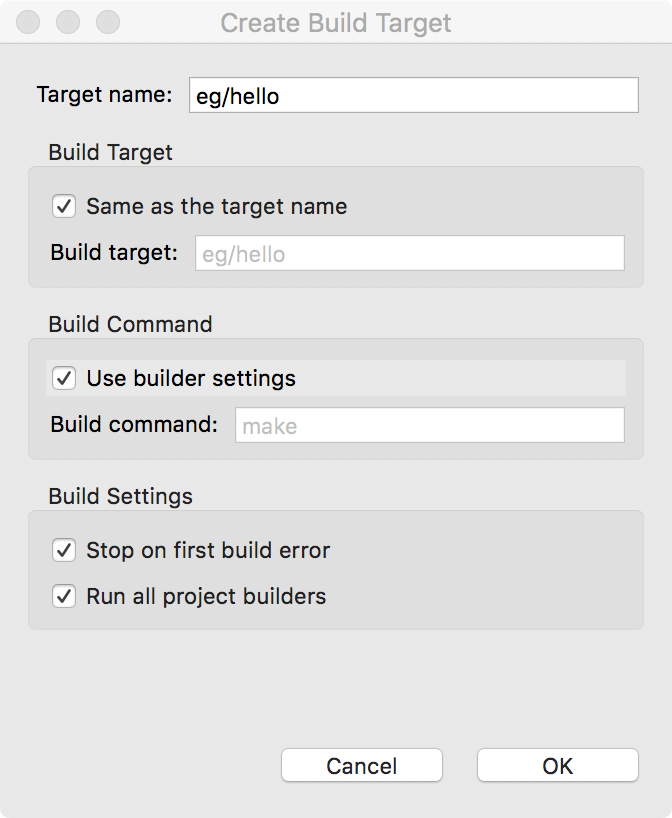 Create Build Target
Target name: eg/hello
Build Target
Same as the target name
Build target: eg/hello
Build Command
Use builder settings
Build command: make
Build Settings
Stop on first build error
Run all project builders
Cancel OK